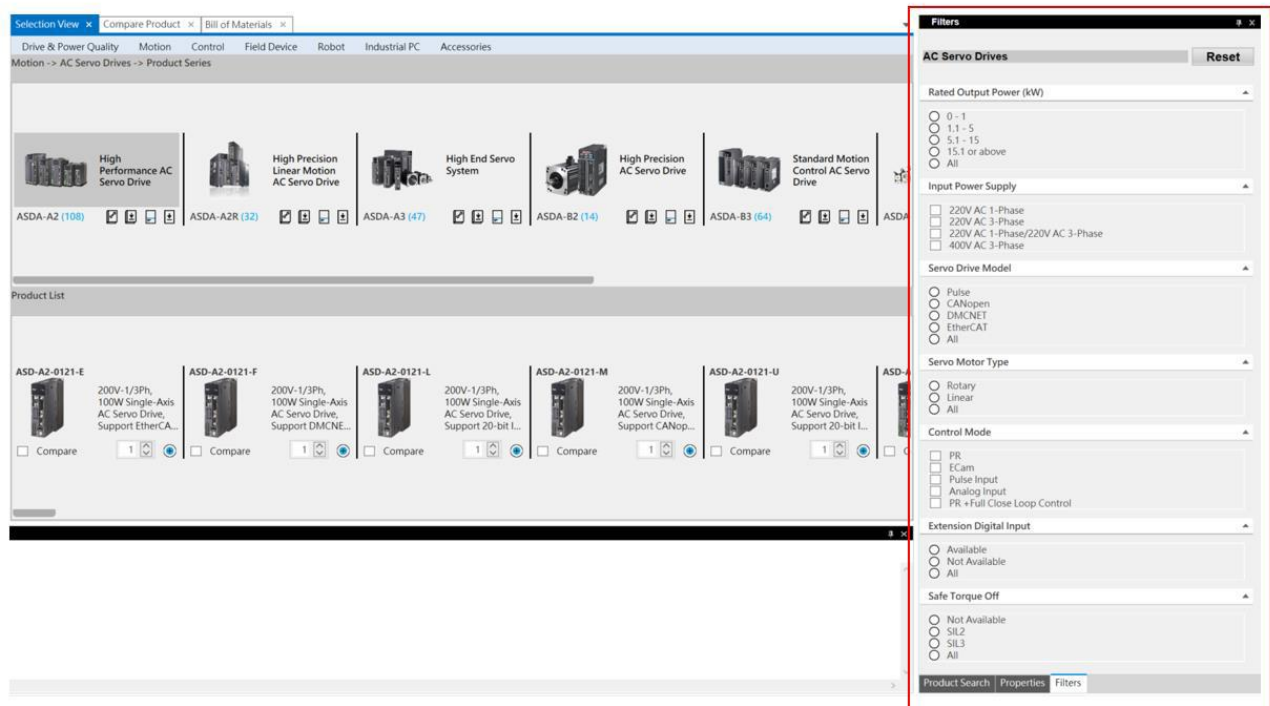 Selection View × Compare Product × Bill of Materials ×
Drive & Power Quality Motion Control Field Device Robot Industrial PC Accessories
Motion -> AC Servo Drives -> Product Series
High Performance AC Servo Drive
ASDA-A2 (108)
High Precision Linear Motion AC Servo Drive
ASDA-A2R (32)
High End Servo System
ASDA-A3 (47)
High Precision AC Servo Drive
ASDA-B2 (14)
Standard Motion Control AC Servo Drive
ASDA-B3 (64)
ASDA
Product List
ASD-A2-0121-E
200V-1/3Ph,
100W Single-Axis
AC Servo Drive,
Support EtherCA...
Compare 1
ASD-A2-0121-F
200V-1/3Ph,
100W Single-Axis
AC Servo Drive,
Support DMCNE...
Compare 1
ASD-A2-0121-L
200V-1/3Ph,
100W Single-Axis
AC Servo Drive,
Support 20-bit I...
Compare 1
ASD-A2-0121-M
200V-1/3Ph,
100W Single-Axis
AC Servo Drive,
Support CANop...
Compare 1
ASD-A2-0121-U
200V-1/3Ph,
100W Single-Axis
AC Servo Drive,
Support 20-bit I...
Compare 1
ASD-A
C
Filters
AC Servo Drives Reset
Rated Output Power (kW)
0 - 1
1.1 - 5
5.1 - 15
15.1 or above
All
Input Power Supply
220V AC 1-Phase
220V AC 3-Phase
220V AC 1-Phase/220V AC 3-Phase
400V AC 3-Phase
Servo Drive Model
Pulse
CANopen
DMCNET
EtherCAT
All
Servo Motor Type
Rotary
Linear
All
Control Mode
PR
ECam
Pulse Input
Analog Input
PR +Full Close Loop Control
Extension Digital Input
Available
Not Available
All
Safe Torque Off
Not Available
SIL2
SIL3
All
Product Search Properties Filters